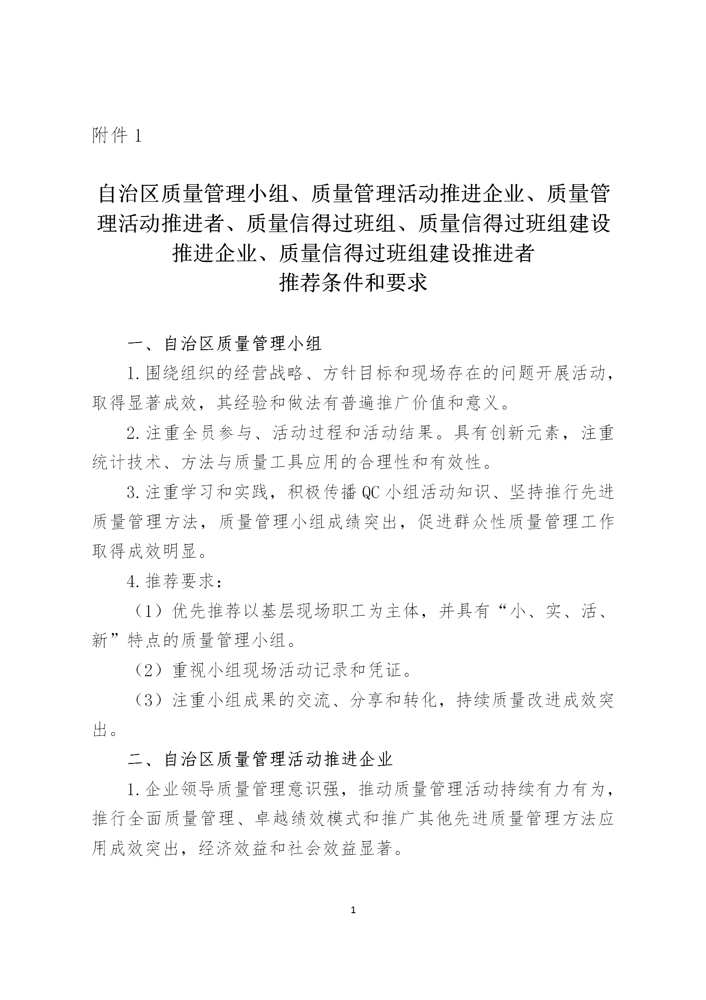 附件1
自治区质量管理小组、质量管理活动推进企业、质量管
理活动推进者、质量信得过班组、质量信得过班组建设
推进企业、质量信得过班组建设推进者
推荐条件和要求
一、自治区质量管理小组
1.围绕组织的经营战略、方针目标和现场存在的问题开展活动，
取得显著成效，其经验和做法有普遍推广价值和意义。
2.注重全员参与、活动过程和活动结果。具有创新元素，注重
统计技术、方法与质量工具应用的合理性和有效性。
3.注重学习和实践，积极传播QC小组活动知识、坚持推行先进
质量管理方法，质量管理小组成绩突出，促进群众性质量管理工作
取得成效明显。
4.推荐要求：
（1）优先推荐以基层现场职工为主体，并具有“小、实、活、
新”特点的质量管理小组。
（2）重视小组现场活动记录和凭证。
（3）注重小组成果的交流、分享和转化，持续质量改进成效突
出。
二、自治区质量管理活动推进企业
1.企业领导质量管理意识强，推动质量管理活动持续有力有为，
推行全面质量管理、卓越绩效模式和推广其他先进质量管理方法应
用成效突出，经济效益和社会效益显著。
1